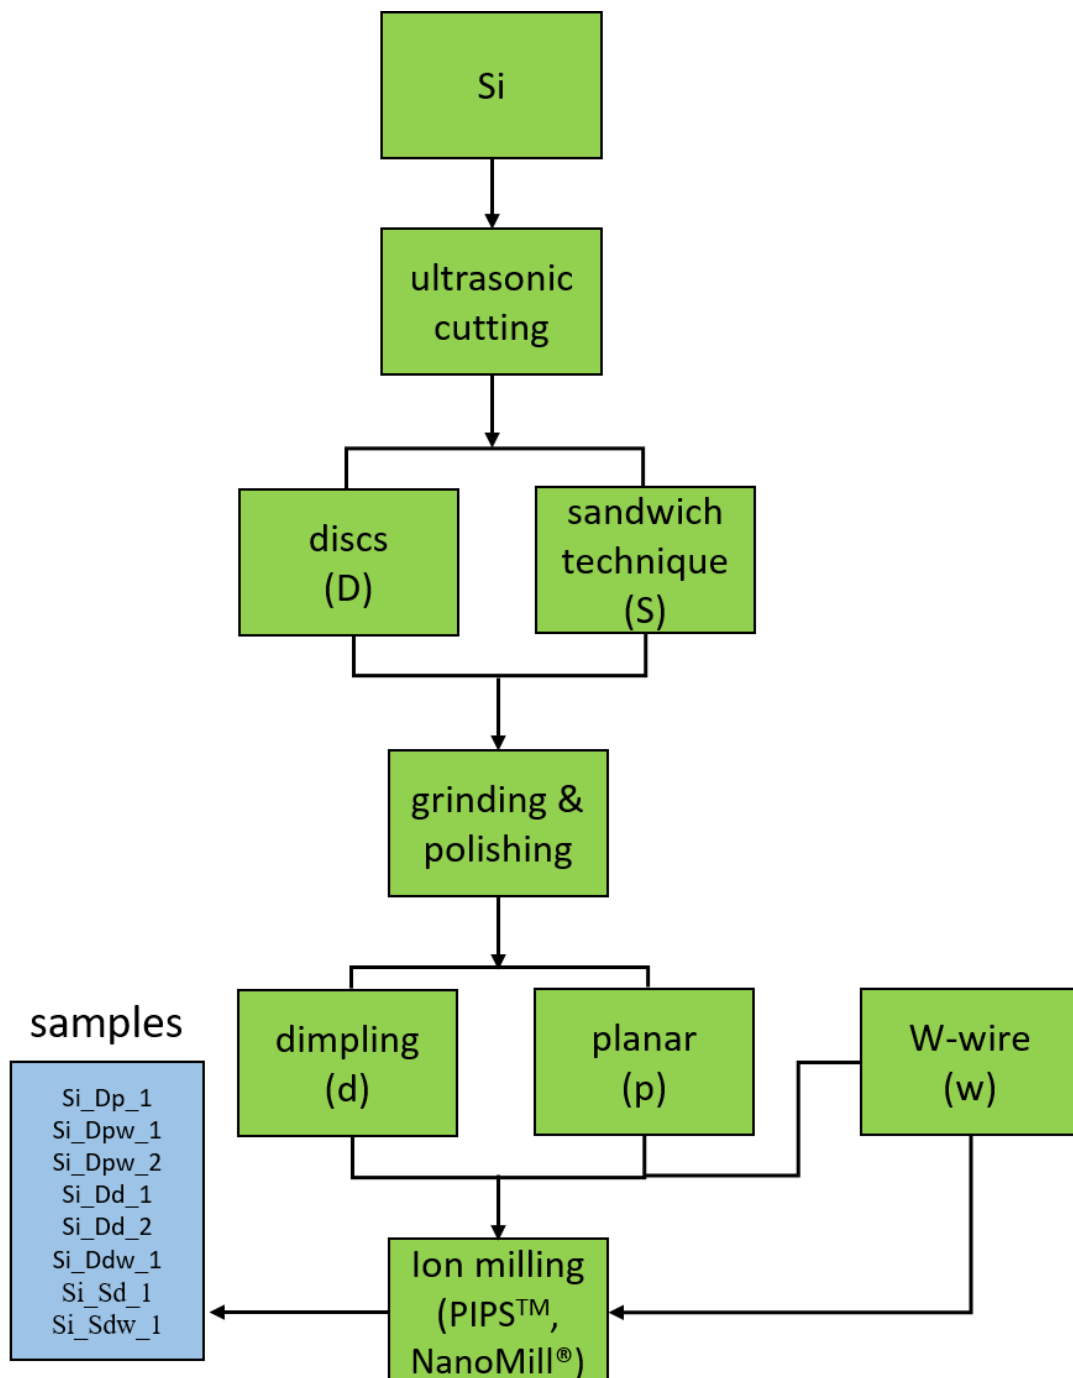 Si
ultrasonic
cutting
discs
(D)
sandwich
technique
(S)
grinding &
polishing
dimpling
(d)
planar
(p)
W-wire
(w)
samples
Si_Dp_1
Si_Dpw_1
Si_Dpw_2
Si_Dd_1
Si_Dd_2
Si_Ddw_1
Si_Sd_1
Si_Sdw_1
Ion milling
(PIPS™,
NanoMill®)